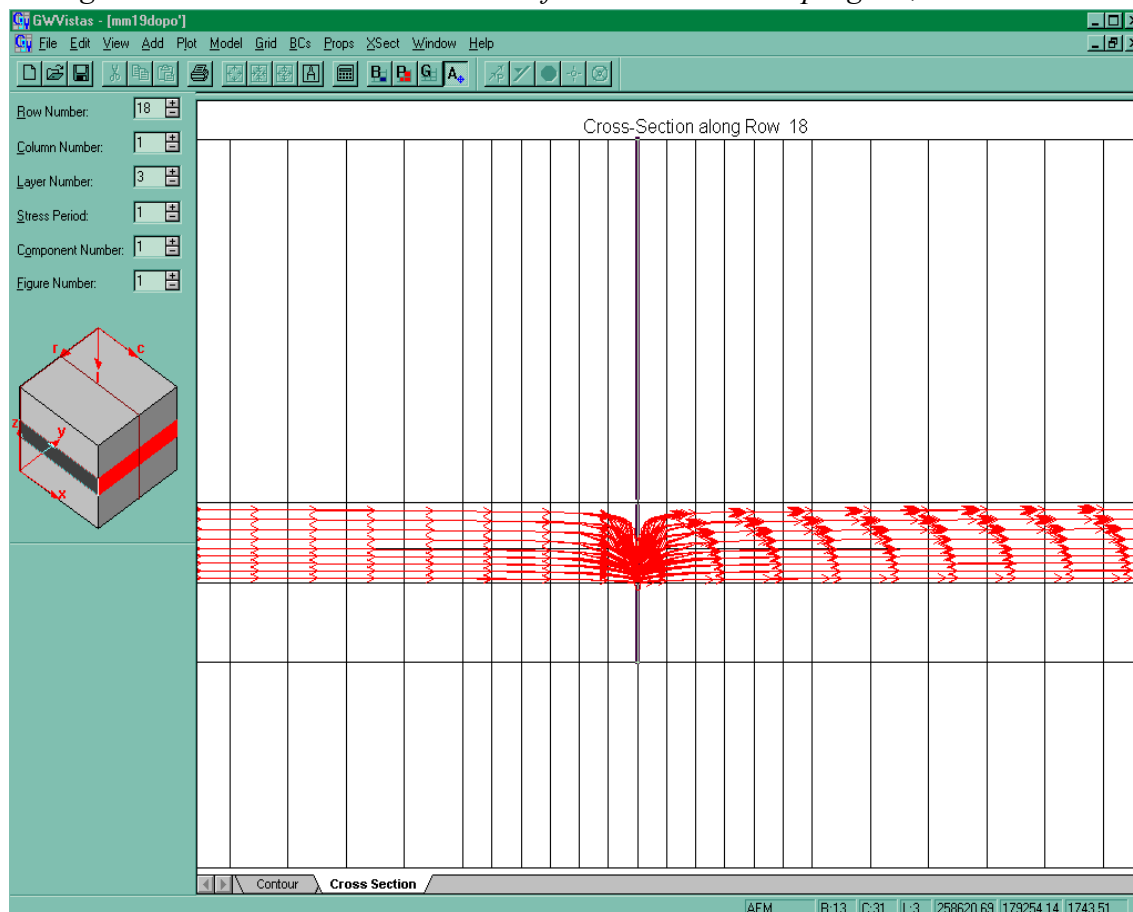 GWVistas - [mm19dopo']
File Edit View Add Plot Model Grid BCs Props XSect Window Help
Row Number: 18
Column Number: 1
Layer Number: 3
Stress Period: 1
Component Number: 1
Figure Number: 1
Cross-Section along Row 18
r c
l
z y
x
Contour Cross Section
AEM R:13 C:31 L:3 258620.69 179254.14 1743.51